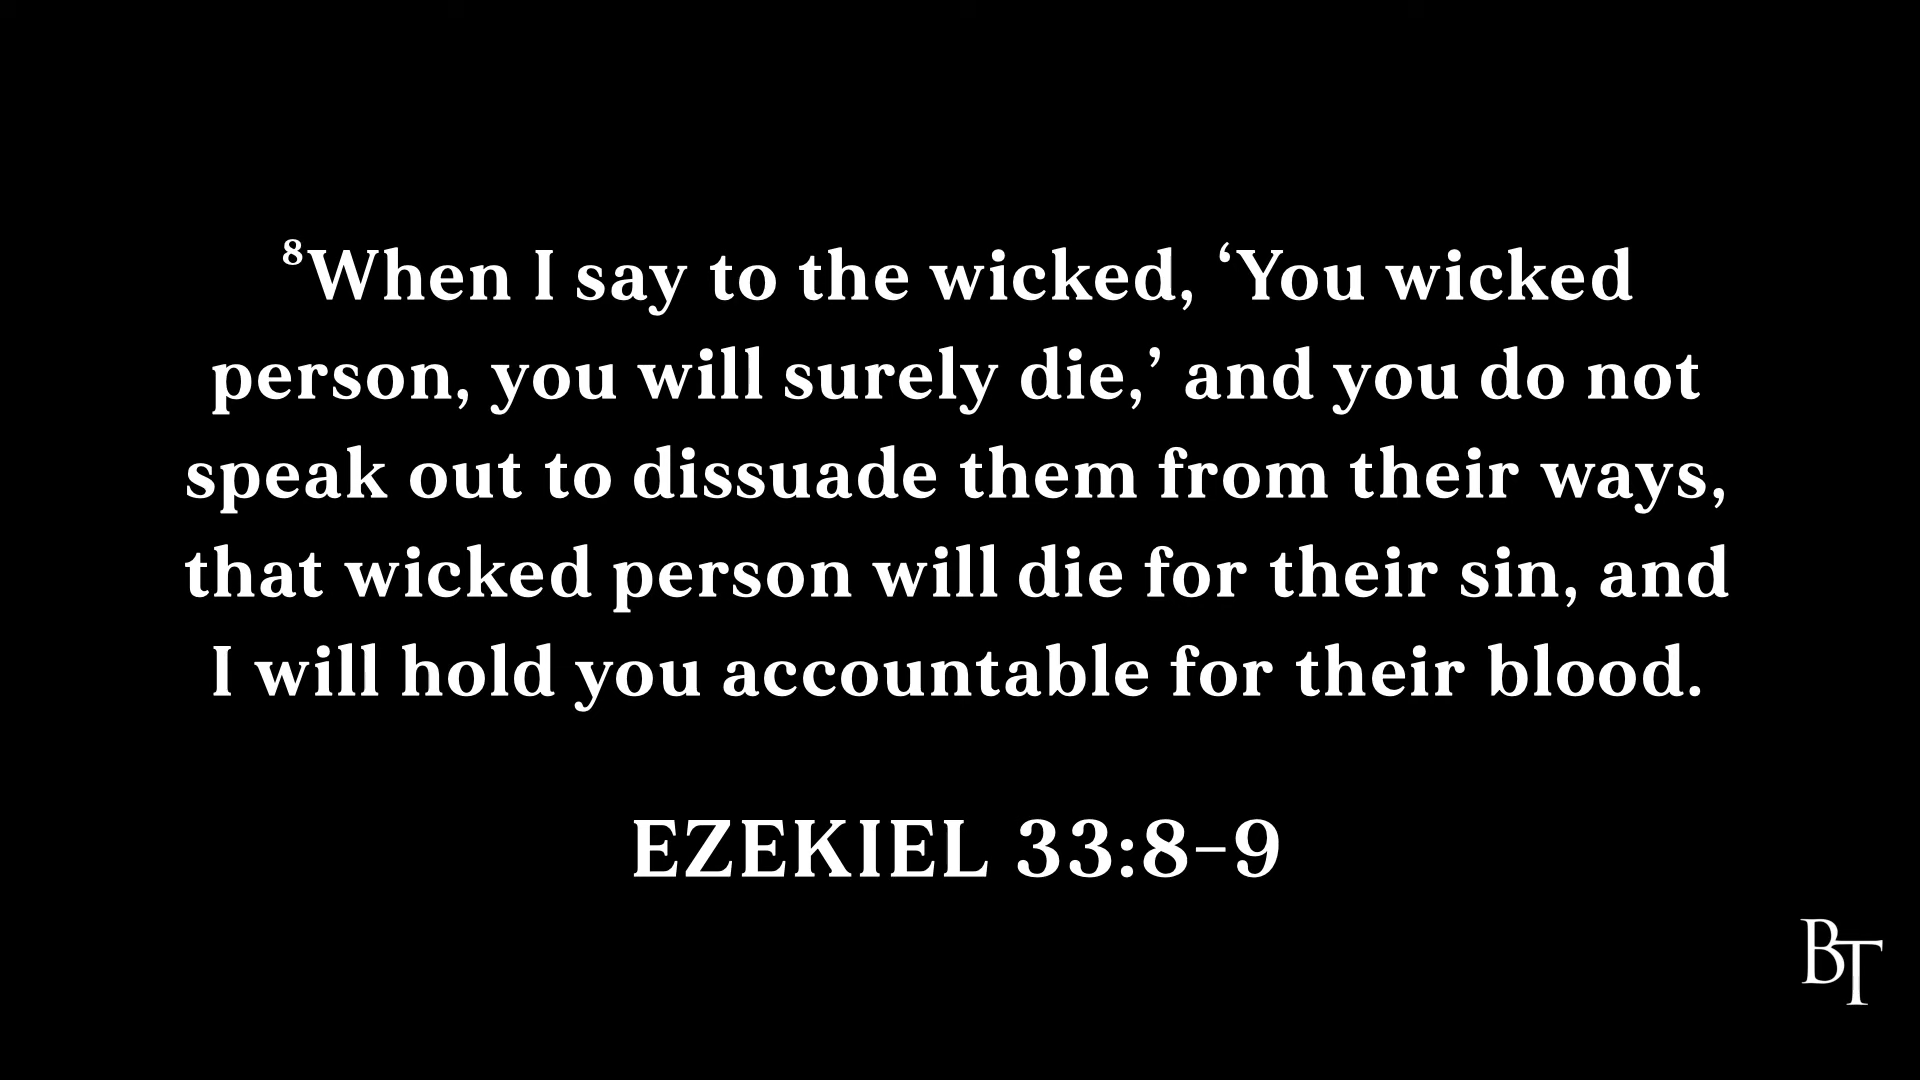 ⁸When I say to the wicked, ‘You wicked
person, you will surely die,’ and you do not
speak out to dissuade them from their ways,
that wicked person will die for their sin, and
I will hold you accountable for their blood.
EZEKIEL 33:8–9
BT